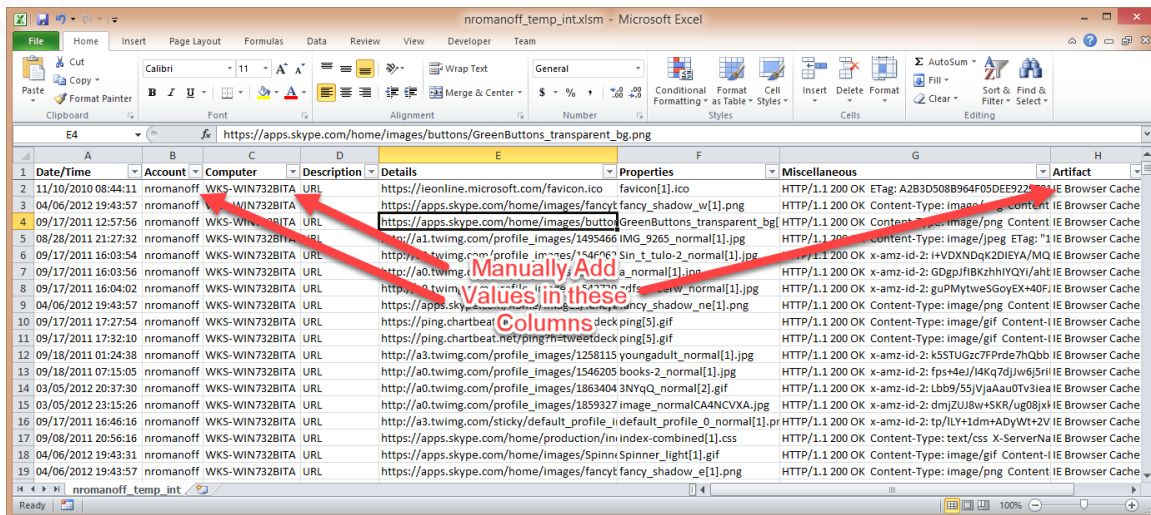 nromanoff_temp_int.xlsm - Microsoft Excel
File Home Insert Page Layout Formulas Data Review View Developer Team
Cut
Copy
Format Painter
Paste
Clipboard
Calibri 11
B I U
Font
Wrap Text
Merge & Center
Alignment
General
$ % ,
Number
Conditional Formatting
Format as Table
Cell Styles
Styles
Insert Delete Format
Cells
Σ AutoSum
Fill
Clear
Sort & Filter
Find & Select
Editing
E4 fx https://apps.skype.com/home/images/buttons/GreenButtons_transparent_bg.png
A B C D E F G H
1 Date/Time Account Computer Description Details Properties Miscellaneous Artifact
2 11/10/2010 08:44:11 nromanoff WKS-WIN732BITA URL https://ieonline.microsoft.com/favicon.ico favicon[1].ico HTTP/1.1 200 OK ETag: IE Browser Cache
3 04/06/2012 19:43:57 nromanoff WKS-WIN732BITA URL https://apps.skype.com/home/images/fancyb fancy_shadow_w[1].png HTTP/1.1 200 OK Content-Type: image/png Content IE Browser Cache
4 09/17/2011 12:57:56 nromanoff WKS-WIN732BITA URL https://apps.skype.com/home/images/button GreenButtons_transparent_bg[ HTTP/1.1 200 OK Content-Type: image/png Content- IE Browser Cache
5 08/28/2011 21:27:32 nromanoff WKS-WIN732BITA URL http://a1.twimg.com/profile_images/1495466 IMG_9265_normal[1].jpg HTTP/1.1 200 OK Content-Type: image/jpeg ETag: "1 IE Browser Cache
6 09/17/2011 16:03:54 nromanoff WKS-WIN732BITA URL Sin_t_tulo-2_normal[1].jpg HTTP/1.1 200 OK x-amz-id-2: i+VDXNDqK2DIEYA/MQ IE Browser Cache
7 09/17/2011 16:03:56 nromanoff WKS-WIN732BITA a_normal[1].jpg HTTP/1.1 200 OK x-amz-id-2: GDgpJfIBKzhhIYQYi/ahb IE Browser Cache
Manually Add
8 09/17/2011 16:04:02 nromanoff WKS-WIN732BITA URL HTTP/1.1 200 OK x-amz-id-2: guPMytweSGoyEX+40FJ IE Browser Cache
Values in these
9 04/06/2012 19:43:57 nromanoff WKS-WIN732BITA URL fancy_shadow_ne[1].png HTTP/1.1 200 OK Content-Type: image/png Content IE Browser Cache
Columns
10 09/17/2011 17:27:54 nromanoff WKS-WIN732BITA URL ping[5].gif HTTP/1.1 200 OK Content-Type: image/gif Content-L IE Browser Cache
11 09/17/2011 17:32:10 nromanoff WKS-WIN732BITA URL https://ping.chartbeat.net/ping?h=tweetdeck ping[5].gif HTTP/1.1 200 OK Content-Type: image/gif Content-L IE Browser Cache
12 09/18/2011 01:24:38 nromanoff WKS-WIN732BITA URL http://a3.twimg.com/profile_images/1258115 youngadult_normal[1].jpg HTTP/1.1 200 OK x-amz-id-2: k5STUGzc7FPrde7hQbb IE Browser Cache
13 09/18/2011 07:15:05 nromanoff WKS-WIN732BITA URL http://a0.twimg.com/profile_images/1546205 books-2_normal[1].jpg HTTP/1.1 200 OK x-amz-id-2: fps+4eJ/I4Kq7djJw6j5ri IE Browser Cache
14 03/05/2012 20:37:30 nromanoff WKS-WIN732BITA URL http://a0.twimg.com/profile_images/1863404 3NYqQ_normal[2].gif HTTP/1.1 200 OK x-amz-id-2: Lbb9/55jVjaAau0Tv3iea IE Browser Cache
15 03/05/2012 23:15:26 nromanoff WKS-WIN732BITA URL http://a0.twimg.com/profile_images/1859327 image_normalCA4NCVXA.jpg HTTP/1.1 200 OK x-amz-id-2: dmjZUJ8w+SKR/ug08jxk IE Browser Cache
16 09/17/2011 16:46:16 nromanoff WKS-WIN732BITA URL http://a3.twimg.com/sticky/default_profile_i default_profile_0_normal[1].pr HTTP/1.1 200 OK x-amz-id-2: tp/lLY+1dm+ADyWt+2V IE Browser Cache
17 09/08/2011 20:56:16 nromanoff WKS-WIN732BITA URL https://apps.skype.com/home/production/in index-combined[1].css HTTP/1.1 200 OK Content-Type: text/css X-ServerNa IE Browser Cache
18 04/06/2012 19:43:31 nromanoff WKS-WIN732BITA URL https://apps.skype.com/home/images/Spinn Spinner_light[1].gif HTTP/1.1 200 OK Content-Type: image/gif Content-L IE Browser Cache
19 04/06/2012 19:43:57 nromanoff WKS-WIN732BITA URL https://apps.skype.com/home/images/fancyb fancy_shadow_e[1].png HTTP/1.1 200 OK Content-Type: image/png Content IE Browser Cache
nromanoff_temp_int
Ready 100%